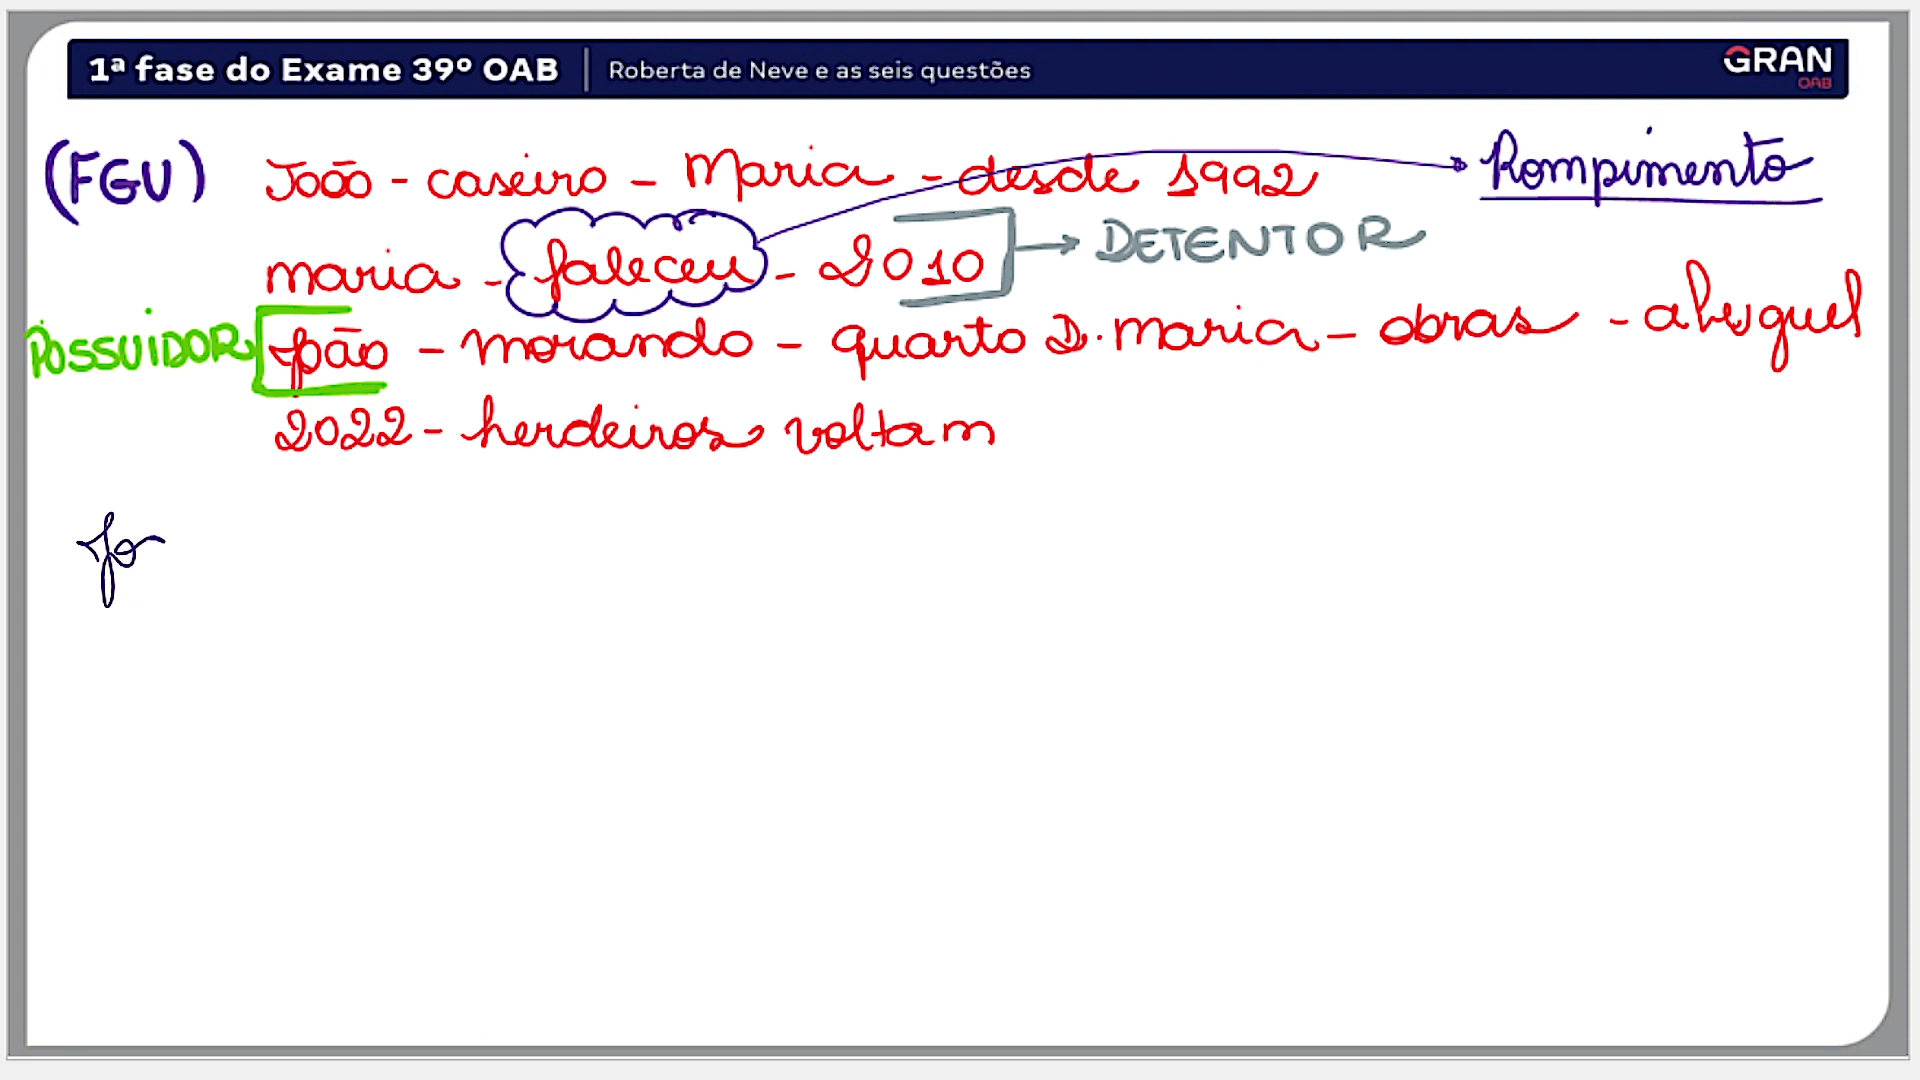 1ª fase do Exame 39º OAB | Roberta de Neve e as seis questões
GRAN
OAB
(FGV) João - caseiro - Maria - desde 1992 → Rompimento
maria - faleceu - 2010 → DETENTOR
POSSUIDOR João - morando - quarto D. maria - obras - aluguel
2022 - herdeiros voltam
Jo